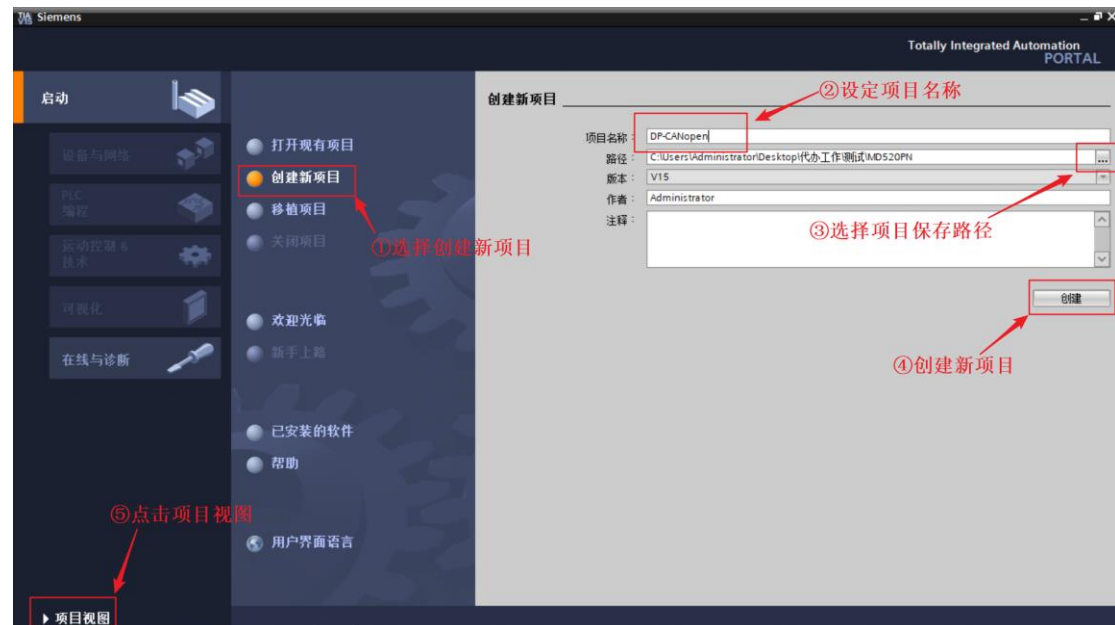 Siemens
Totally Integrated Automation
PORTAL
启动
设备与网络
PLC
编程
运动控制 &
技术
可视化
在线与诊断
⑤点击项目视图
项目视图
打开现有项目
创建新项目
移植项目
关闭项目
①选择创建新项目
欢迎光临
新手上路
已安装的软件
帮助
用户界面语言
创建新项目
②设定项目名称
项目名称: DP-CANopen
路径: C:\Users\Administrator\Desktop\代办工作\测试\MD520PN
...
版本: V15
作者: Administrator
注释:
③选择项目保存路径
创建
④创建新项目